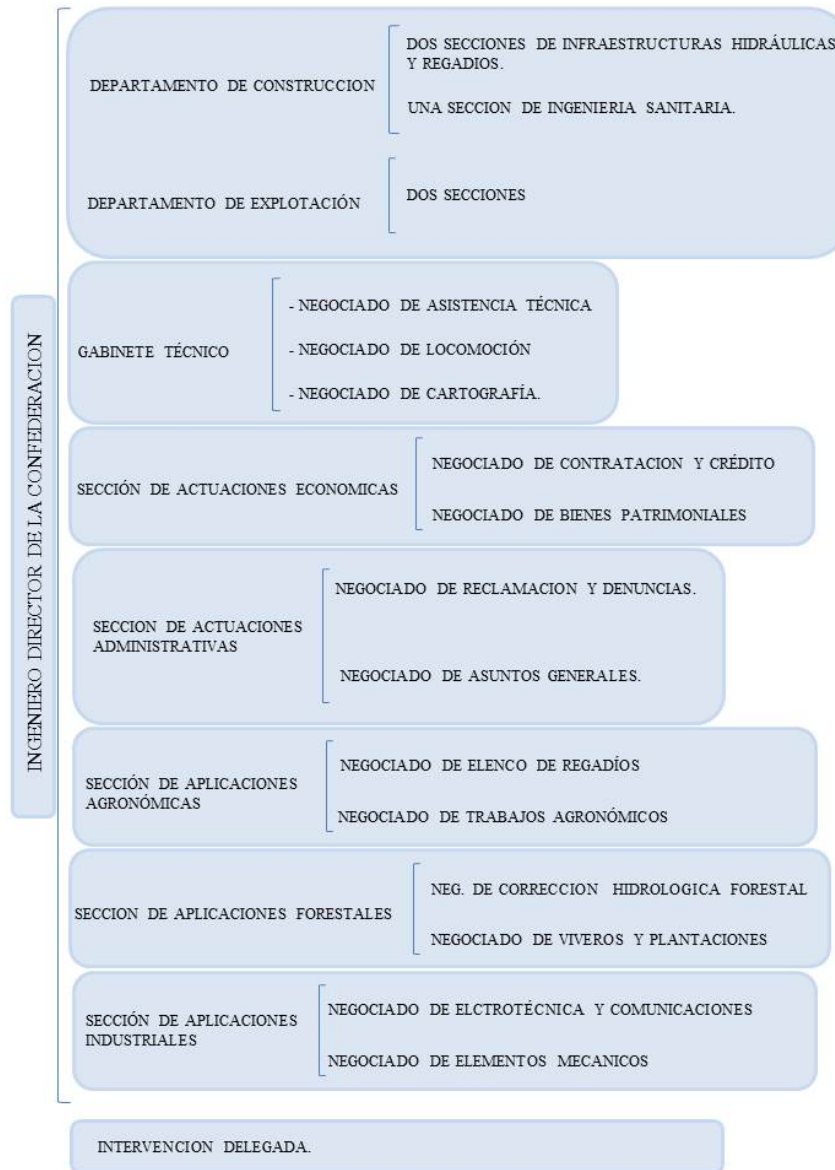 INGENIERO DIRECTOR DE LA CONFEDERACION
DEPARTAMENTO DE CONSTRUCCION
DOS SECCIONES DE INFRAESTRUCTURAS HIDRÁULICAS
Y REGADIOS.
UNA SECCION DE INGENIERIA SANITARIA.
DEPARTAMENTO DE EXPLOTACIÓN
DOS SECCIONES
GABINETE TÉCNICO
- NEGOCIADO DE ASISTENCIA TÉCNICA
- NEGOCIADO DE LOCOMOCIÓN
- NEGOCIADO DE CARTOGRAFÍA.
SECCIÓN DE ACTUACIONES ECONOMICAS
NEGOCIADO DE CONTRATACION Y CRÉDITO
NEGOCIADO DE BIENES PATRIMONIALES
SECCION DE ACTUACIONES
ADMINISTRATIVAS
NEGOCIADO DE RECLAMACION Y DENUNCIAS.
NEGOCIADO DE ASUNTOS GENERALES.
SECCIÓN DE APLICACIONES
AGRONÓMICAS
NEGOCIADO DE ELENCO DE REGADÍOS
NEGOCIADO DE TRABAJOS AGRONÓMICOS
SECCION DE APLICACIONES FORESTALES
NEG. DE CORRECCION HIDROLOGICA FORESTAL
NEGOCIADO DE VIVEROS Y PLANTACIONES
SECCIÓN DE APLICACIONES
INDUSTRIALES
NEGOCIADO DE ELCTROTÉCNICA Y COMUNICACIONES
NEGOCIADO DE ELEMENTOS MECANICOS
INTERVENCION DELEGADA.